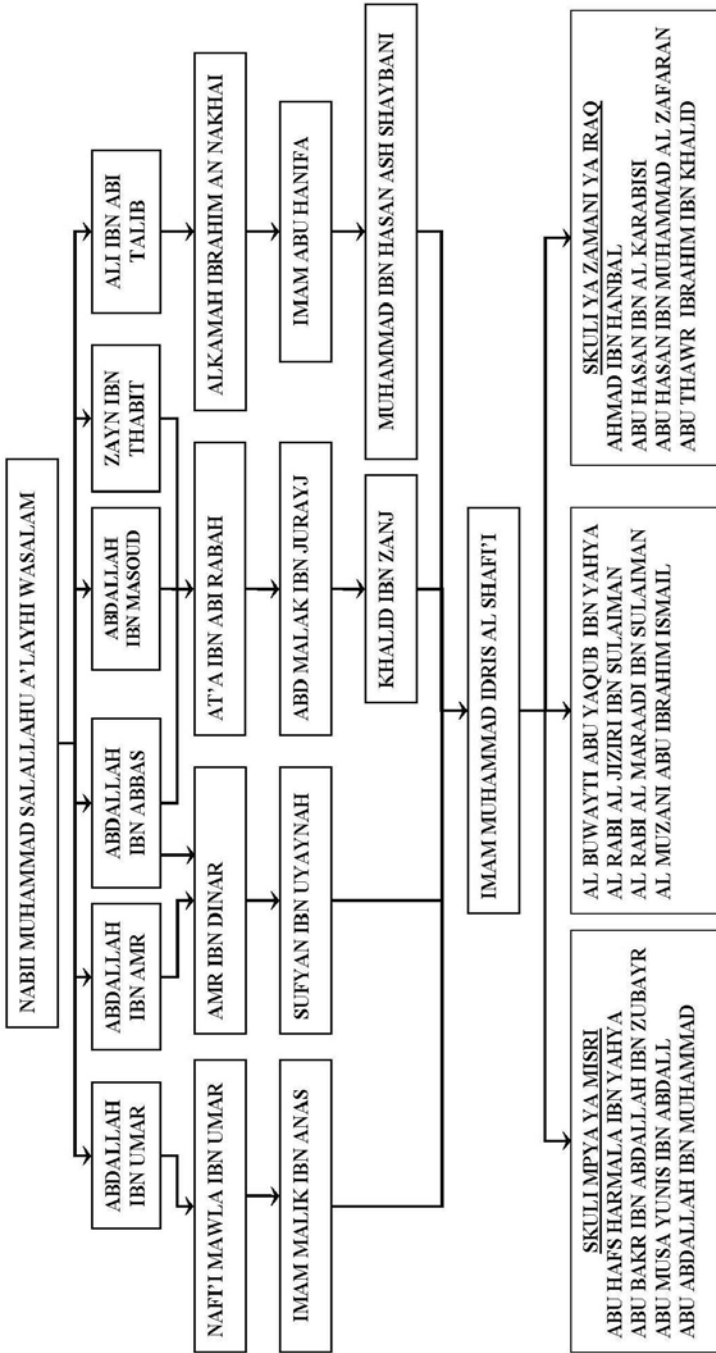 NABII MUHAMMAD SALALLAHU A'LAYHI WASALAM
ABDALLAH
IBN UMAR
ABDALLAH
IBN AMR
ABDALLAH
IBN ABBAS
ABDALLAH
IBN MASOUD
ZAYN IBN
THABIT
ALI IBN ABI
TALIB
NAFI'I MAWLA IBN UMAR
AMR IBN DINAR
AT'A IBN ABI RABAH
ALKAMAH IBRAHIM AN NAKHAI
IMAM MALIK IBN ANAS
SUFYAN IBN UYAYNAH
ABD MALAK IBN JURAYJ
IMAM ABU HANIFA
KHALID IBN ZANJ
MUHAMMAD IBN HASAN ASH SHAYBANI
IMAM MUHAMMAD IDRIS AL SHAFI'I
SKULI MPYA YA MISRI
ABU HAFS HARMALA IBN YAHYA
ABU BAKR IBN ABDALLAH IBN ZUBAYR
ABU MUSA YUNIS IBN ABDALL
ABU ABDALLAH IBN MUHAMMAD
AL BUWAYTI ABU YAQUB IBN YAHYA
AL RABI AL JIZIRI IBN SULAIMAN
AL RABI AL MARAADI IBN SULAIMAN
AL MUZANI ABU IBRAHIM ISMAIL
SKULI YA ZAMANI YA IRAQ
AHMAD IBN HANBAL
ABU HASAN IBN AL KARABISI
ABU HASAN IBN MUHAMMAD AL ZAFARAN
ABU THAWR IBRAHIM IBN KHALID